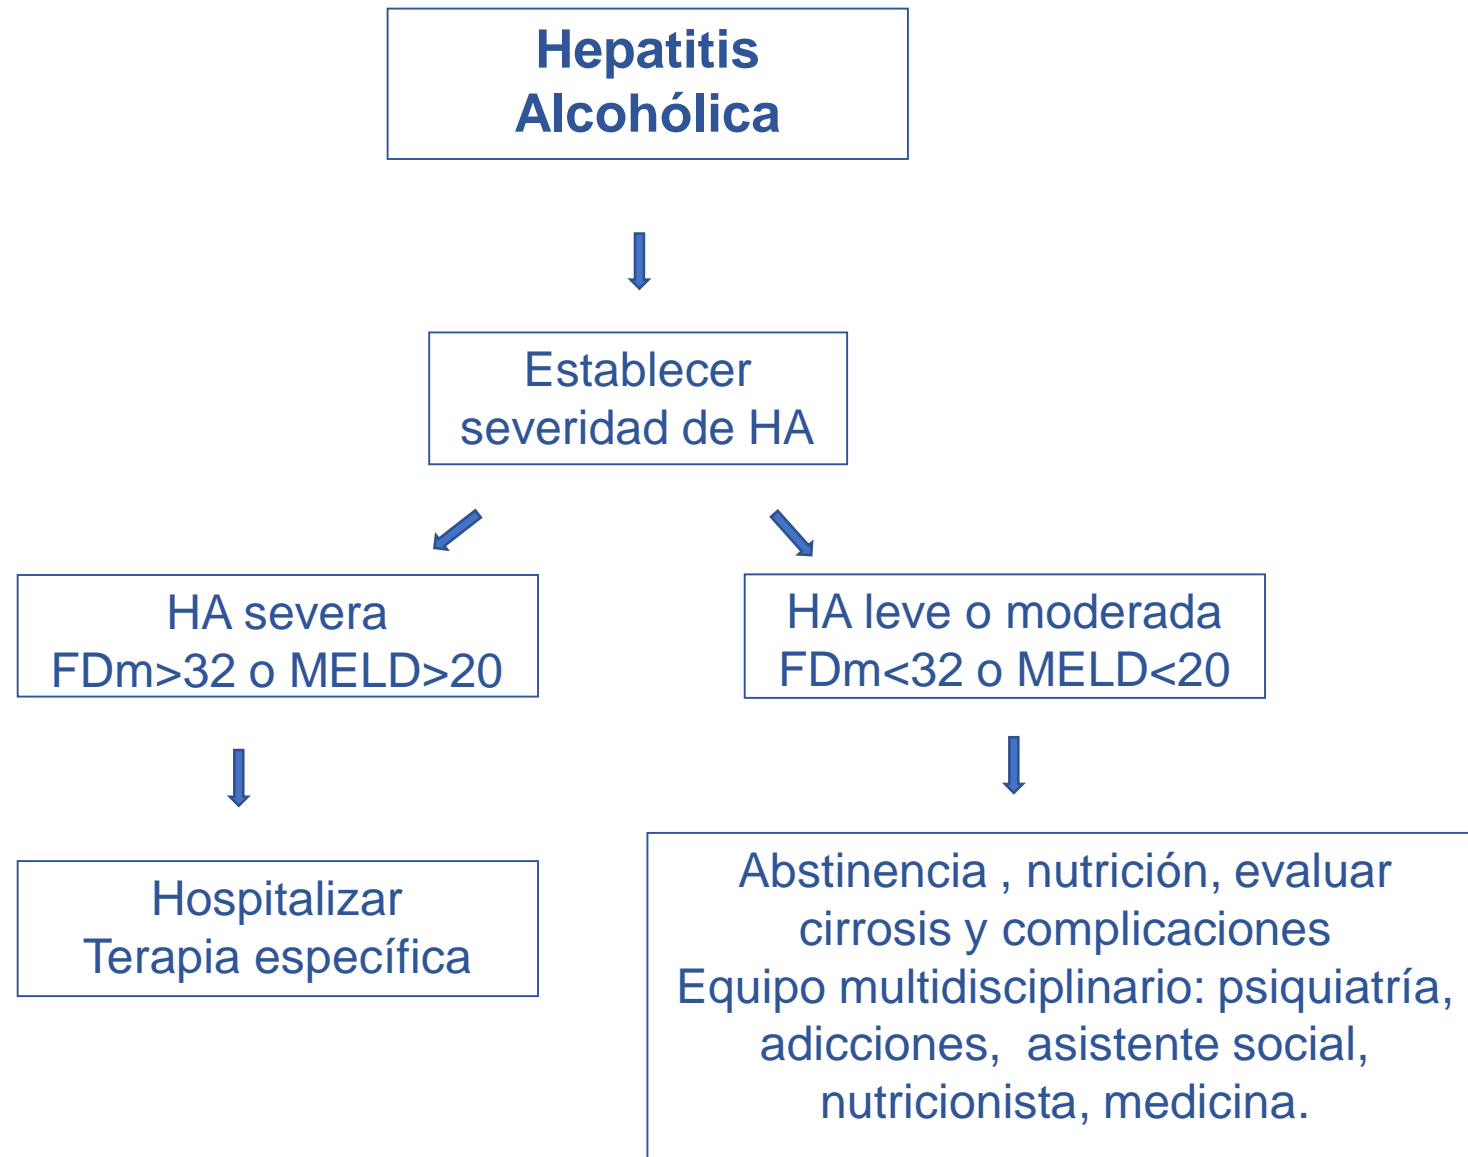 Hepatitis
Alcohólica
Establecer
severidad de HA
HA severa
FDm>32 o MELD>20
HA leve o moderada
FDm<32 o MELD<20
Hospitalizar
Terapia específica
Abstinencia , nutrición, evaluar
cirrosis y complicaciones
Equipo multidisciplinario: psiquiatría,
adicciones, asistente social,
nutricionista, medicina.